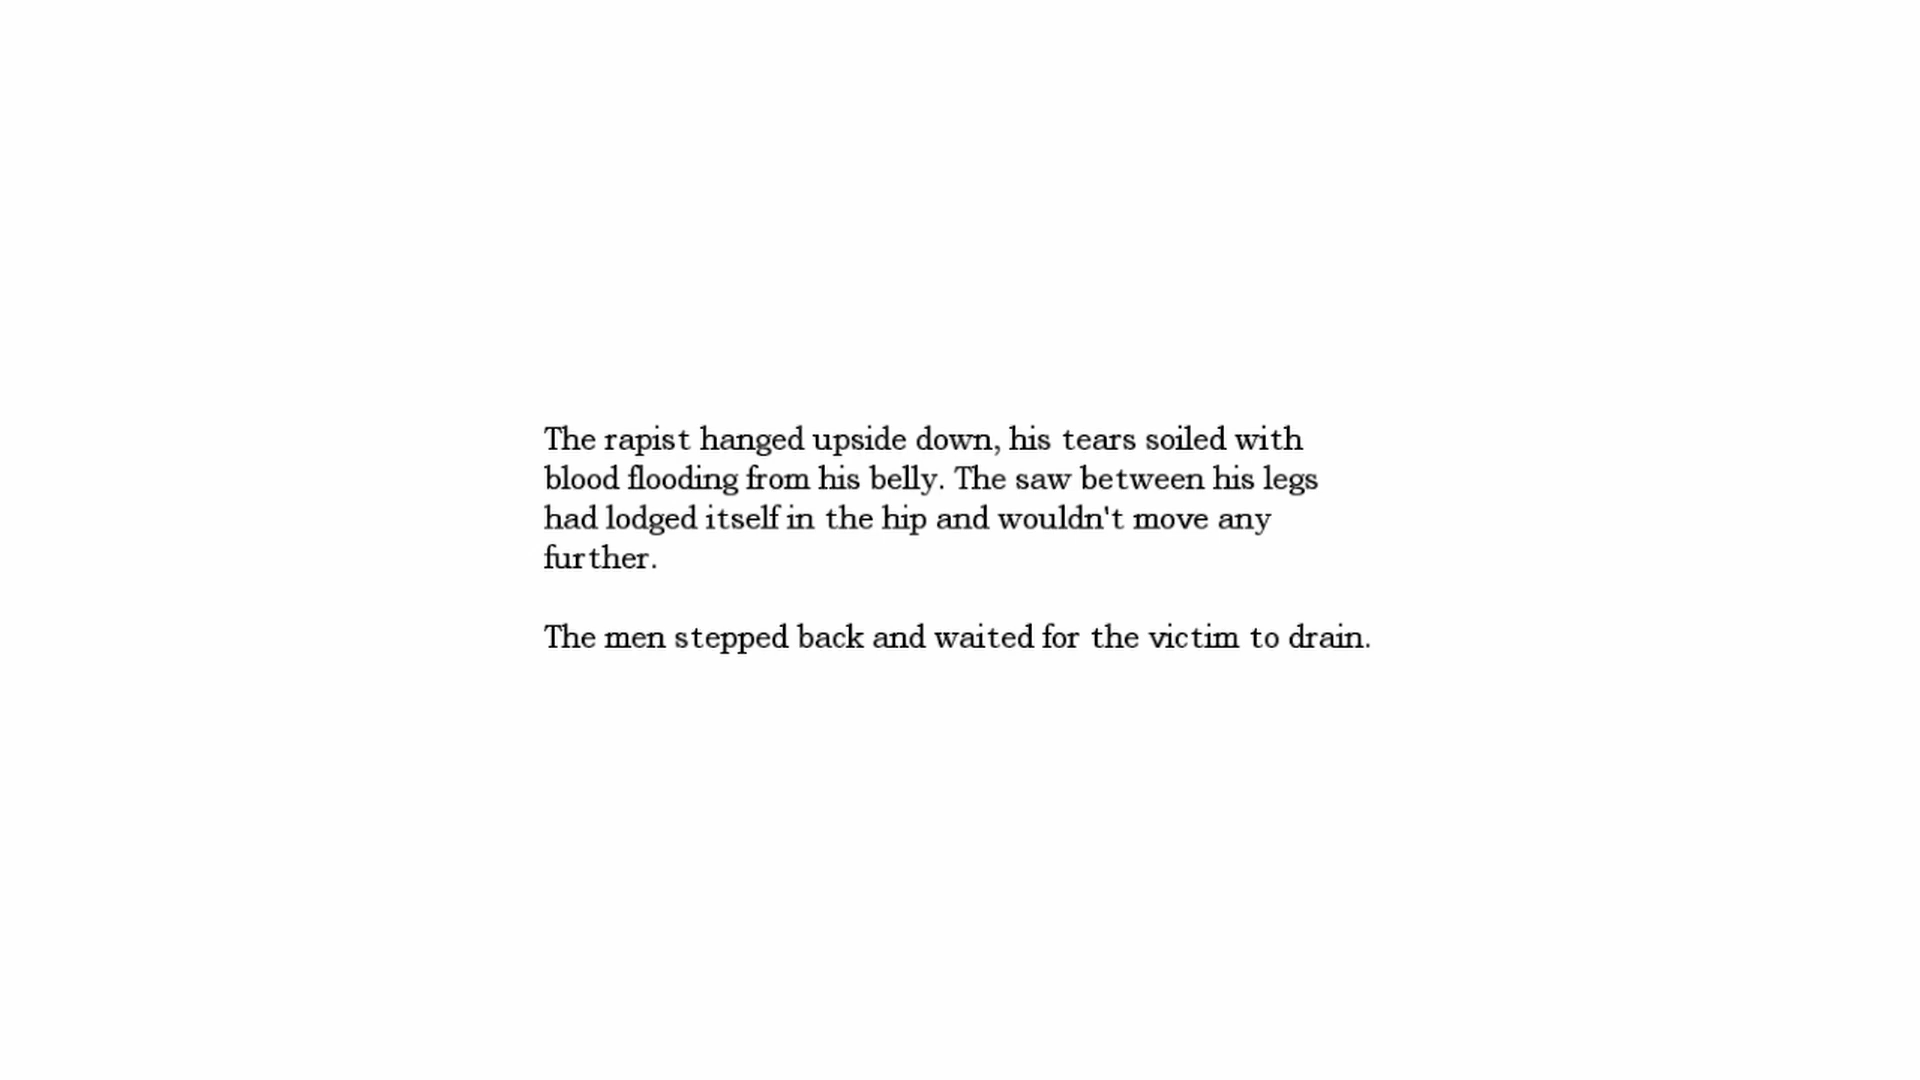 The rapist hanged upside down, his tears soiled with
blood flooding from his belly. The saw between his legs
had lodged itself in the hip and wouldn't move any
further.
The men stepped back and waited for the victim to drain.